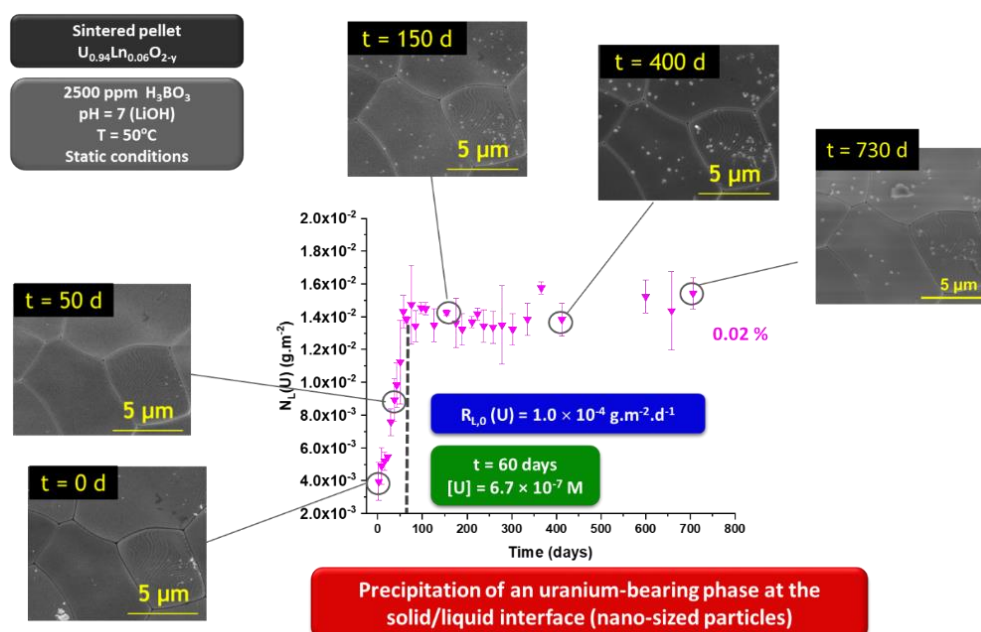 Sintered pellet
U₀.₉₄Ln₀.₀₆O₂₋ᵧ
2500 ppm H₃BO₃
pH = 7 (LiOH)
T = 50°C
Static conditions
t = 150 d
5 µm
t = 400 d
5 µm
t = 730 d
5 µm
t = 50 d
5 µm
t = 0 d
5 µm
N_L(U) (g.m⁻²)
2.0x10⁻²
1.8x10⁻²
1.6x10⁻²
1.4x10⁻²
1.2x10⁻²
1.0x10⁻²
8.0x10⁻³
6.0x10⁻³
4.0x10⁻³
2.0x10⁻³
0.02 %
R_L,0 (U) = 1.0 × 10⁻⁴ g.m⁻².d⁻¹
t = 60 days
[U] = 6.7 × 10⁻⁷ M
0 100 200 300 400 500 600 700 800
Time (days)
Precipitation of an uranium-bearing phase at the
solid/liquid interface (nano-sized particles)